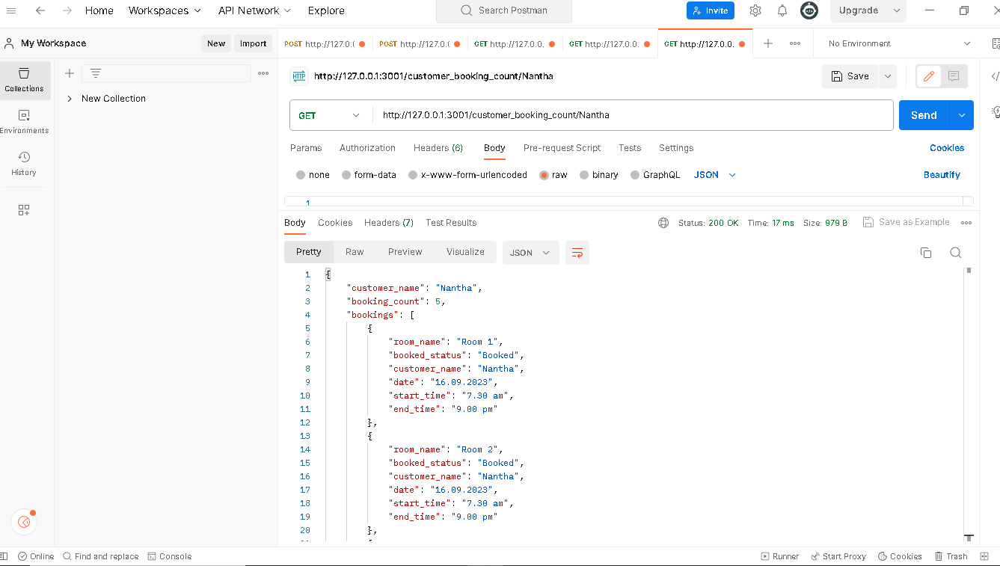 Home Workspaces API Network Explore Search Postman Invite Upgrade
My Workspace New Import POST http://127.0.( POST http://127.0.( GET http://127.0.0. GET http://127.0.0. GET http://127.0.0. No Environment
Collections
Environments
History
New Collection
HTTP http://127.0.0.1:3001/customer_booking_count/Nantha Save
GET http://127.0.0.1:3001/customer_booking_count/Nantha Send
Params Authorization Headers (6) Body Pre-request Script Tests Settings Cookies
none form-data x-www-form-urlencoded raw binary GraphQL JSON Beautify
1
Body Cookies Headers (7) Test Results Status: 200 OK Time: 17 ms Size: 979 B Save as Example
Pretty Raw Preview Visualize JSON
1 {
2 "customer_name": "Nantha",
3 "booking_count": 5,
4 "bookings": [
5 {
6 "room_name": "Room 1",
7 "booked_status": "Booked",
8 "customer_name": "Nantha",
9 "date": "16.09.2023",
10 "start_time": "7.30 am",
11 "end_time": "9.00 pm"
12 },
13 {
14 "room_name": "Room 2",
15 "booked_status": "Booked",
16 "customer_name": "Nantha",
17 "date": "16.09.2023",
18 "start_time": "7.30 am",
19 "end_time": "9.00 pm"
20 },
Online Find and replace Console Runner Start Proxy Cookies Trash